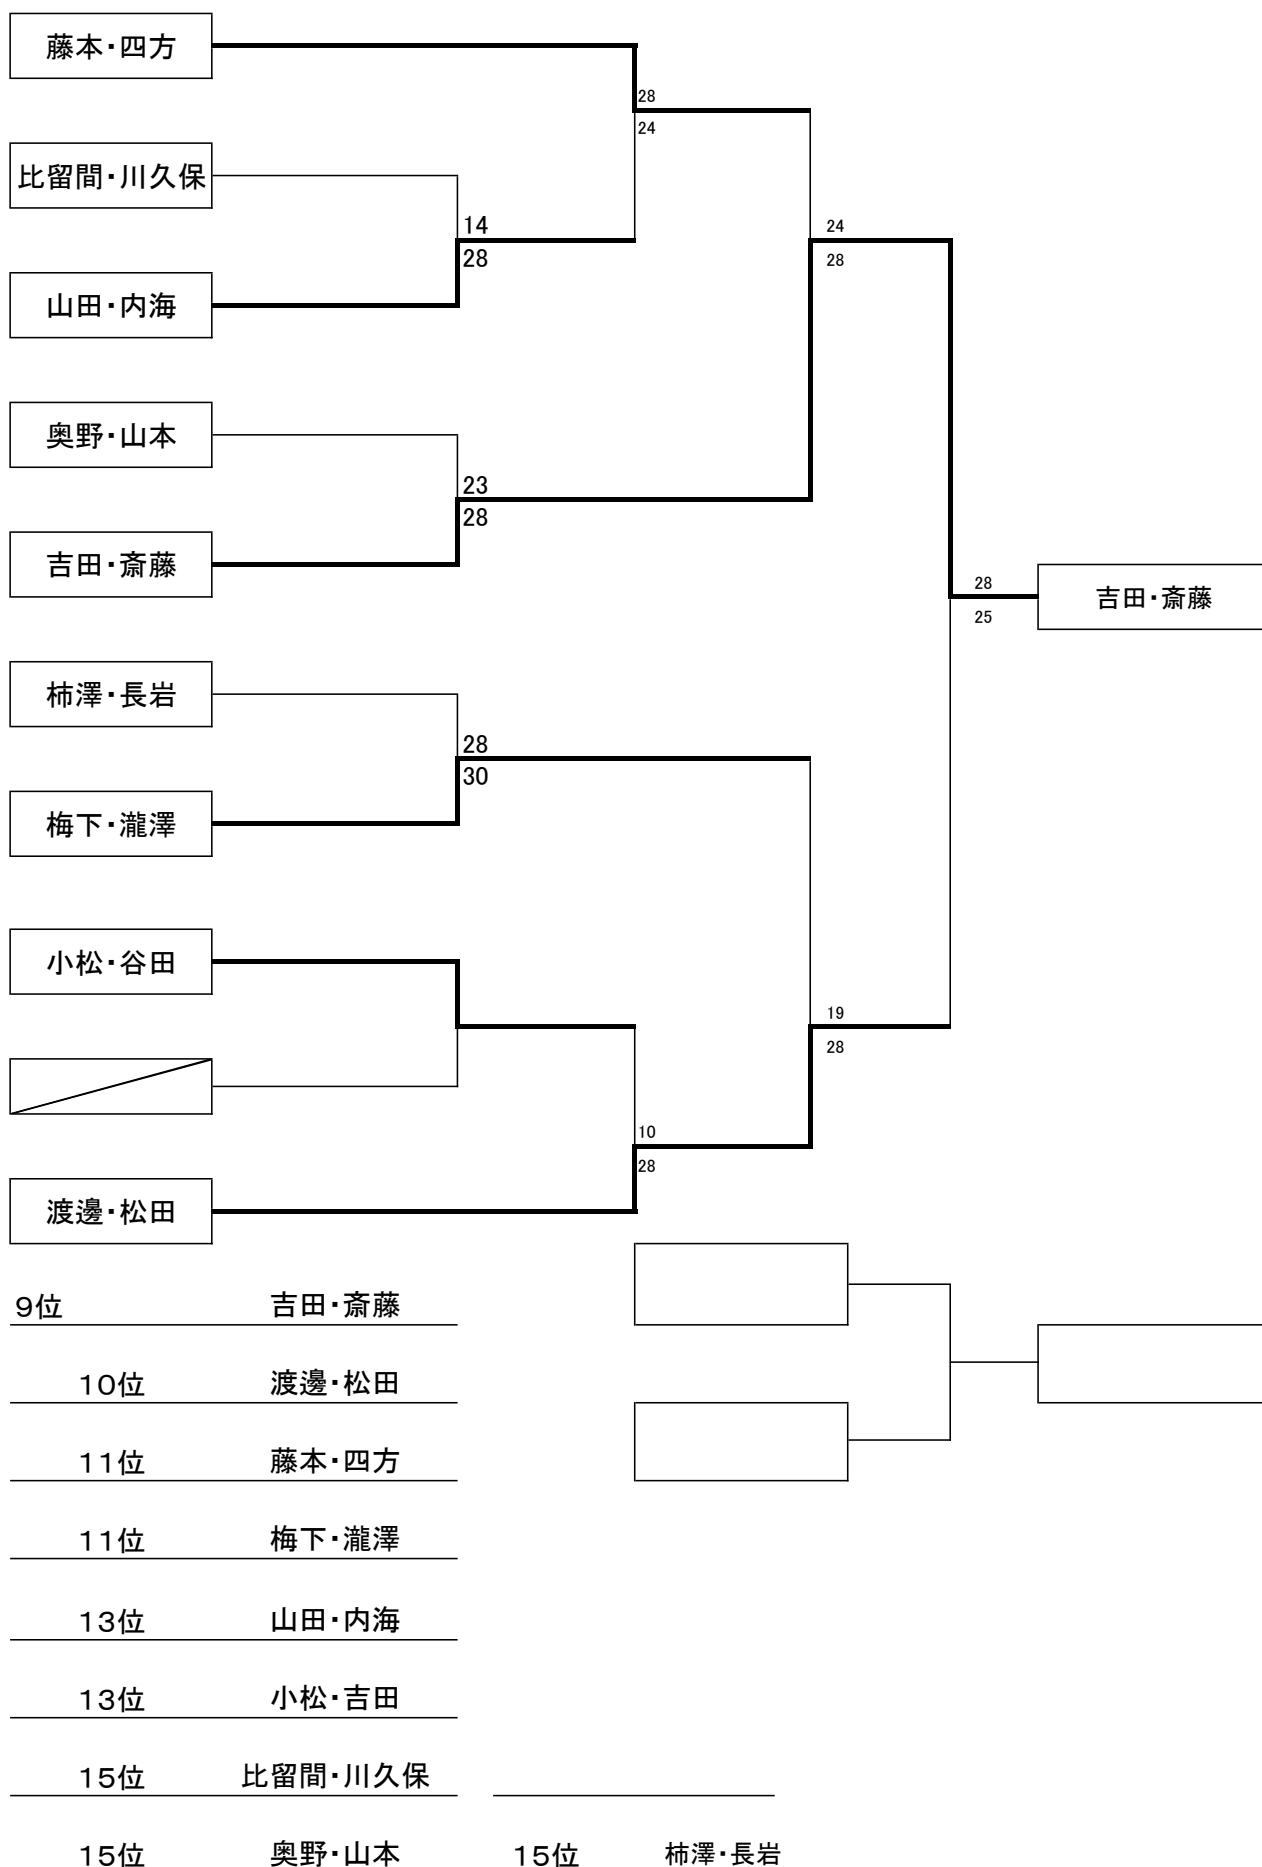 藤本・四方
28
24
比留間・川久保
14
24
28
28
山田・内海
奥野・山本
23
28
吉田・斎藤
28
吉田・斎藤
25
柿澤・長岩
28
30
梅下・瀧澤
小松・谷田
19
28
10
28
渡邊・松田
9位 吉田・斎藤
10位 渡邊・松田
11位 藤本・四方
11位 梅下・瀧澤
13位 山田・内海
13位 小松・吉田
15位 比留間・川久保
15位 奥野・山本 15位 柿澤・長岩